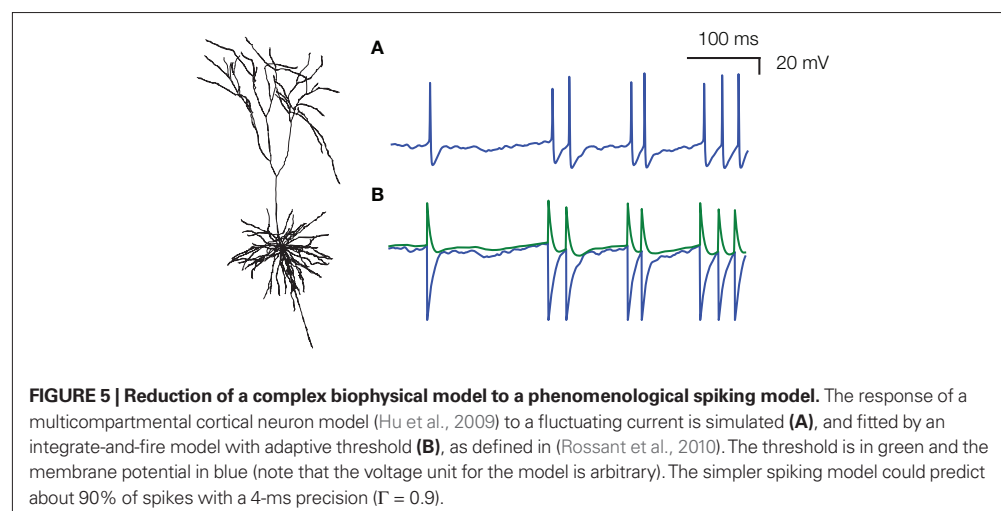 A
100 ms
20 mV
B
FIGURE 5 | Reduction of a complex biophysical model to a phenomenological spiking model. The response of a
multicompartmental cortical neuron model (Hu et al., 2009) to a fluctuating current is simulated (A), and fitted by an
integrate-and-fire model with adaptive threshold (B), as defined in (Rossant et al., 2010). The threshold is in green and the
membrane potential in blue (note that the voltage unit for the model is arbitrary). The simpler spiking model could predict
about 90% of spikes with a 4-ms precision (Γ = 0.9).